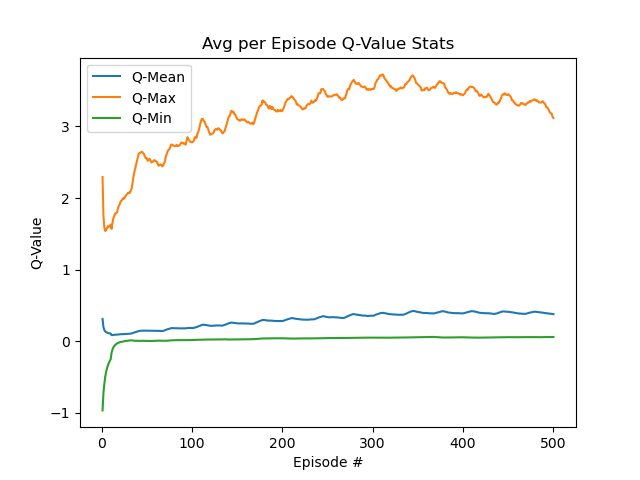 Avg per Episode Q-Value Stats
Q-Mean
Q-Max
Q-Min
Q-Value
3
2
1
0
−1
0 100 200 300 400 500
Episode #